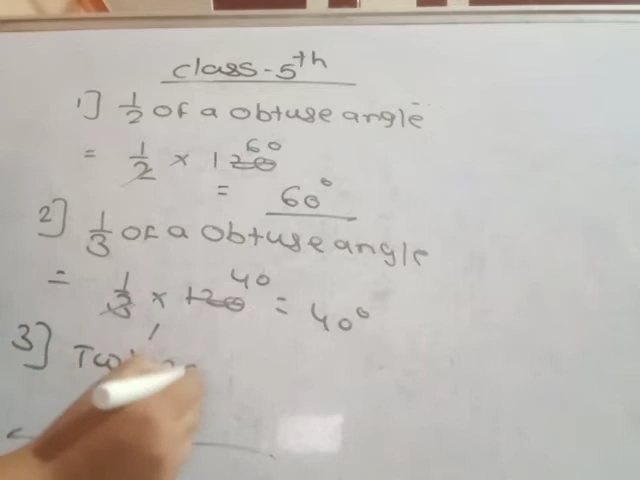 class-5th
1] 1/2 of a obtuse angle
= 1/2 × 120 60
= 60°
2] 1/3 of a obtuse angle
= 1/3 × 120 40 = 40°
1
3]